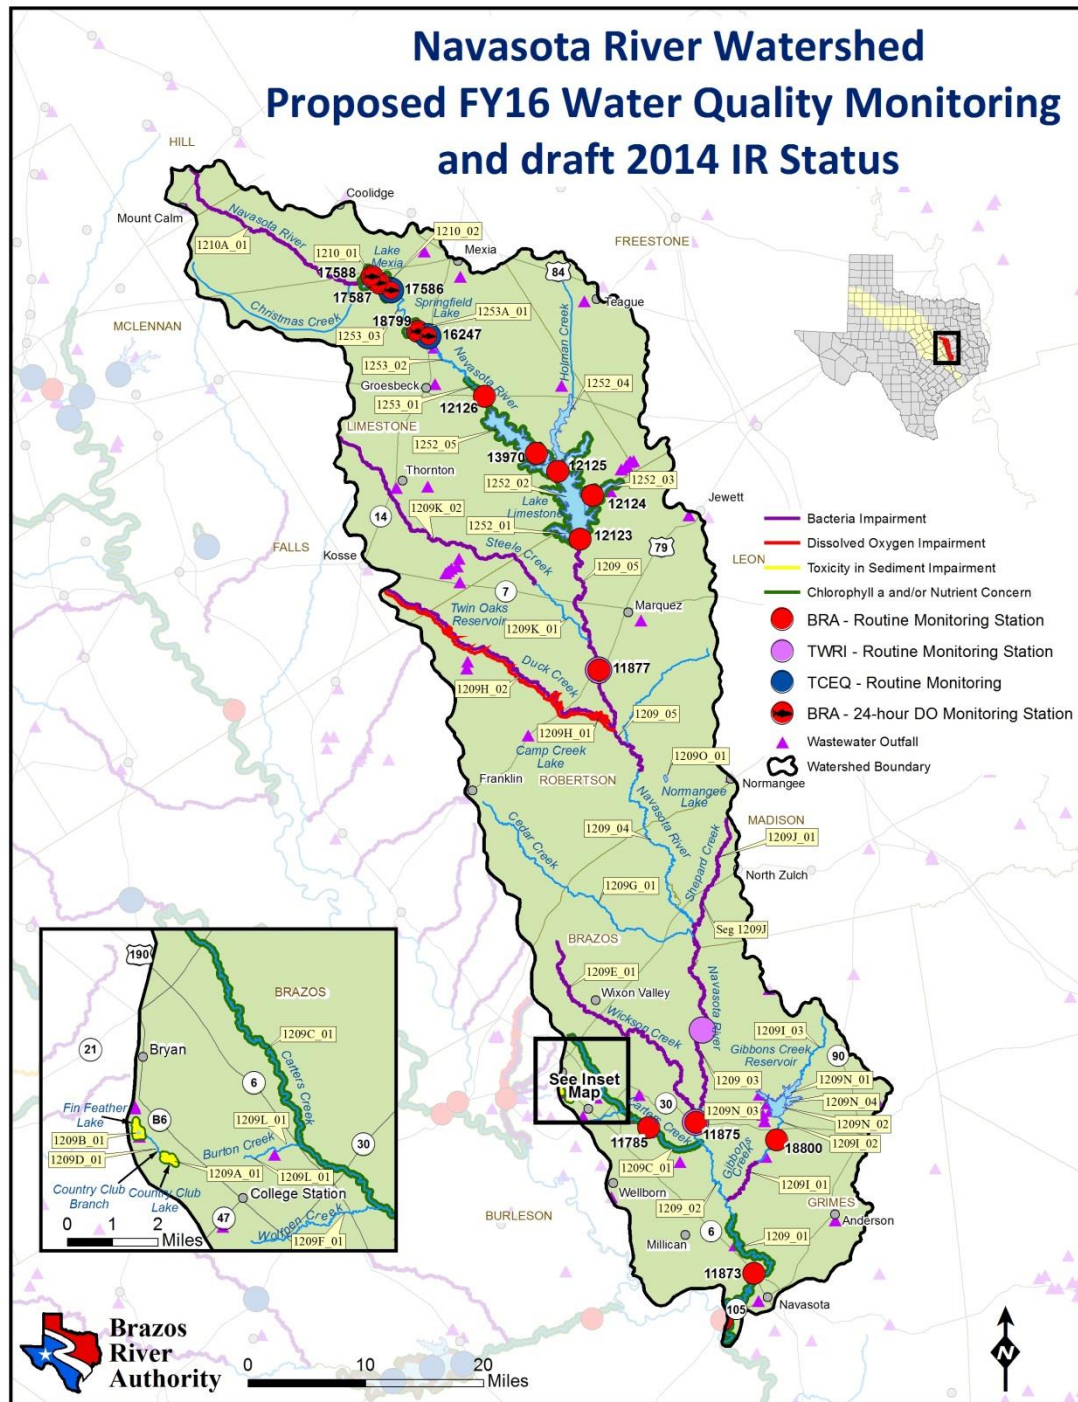 Navasota River Watershed
Proposed FY16 Water Quality Monitoring
and draft 2014 IR Status
HILL
Coolidge
Mount Calm
Navasota River
1210A_01
1210_01
Lake
Mexia
1210_02
Mexia
FREESTONE
84
17588
17587
17586
Springfield
Lake
Teague
Christmas Creek
MCLENNAN
18799
1253A_01
16247
1253_03
1253_02
Navasota River
Holman Creek
Groesbeck
1253_01
12126
1252_04
LIMESTONE
1252_05
13970
12125
Thornton
1252_02
1252_03
12124
Lake
Limestone
Jewett
1209K_02
14
1252_01
12123
79
FALLS
Steele Creek
LEON
Kosse
1209_05
7
Twin Oaks
Reservoir
Marquez
1209K_01
Duck Creek
11877
1209H_02
1209_05
1209H_01
Camp Creek
Lake
1209O_01
Franklin
ROBERTSON
Normangee
Lake
Normangee
Navasota River
MADISON
Cedar Creek
1209_04
Shepard Creek
1209J_01
North Zulch
1209G_01
Seg 1209J
BRAZOS
1209E_01
Wixon Valley
Navasota River
Wickson Creek
1209I_03
Gibbons Creek
Reservoir
90
See Inset
Map
30
1209_03
1209N_01
1209N_04
1209N_03
1209N_02
Carters Creek
11785
11875
1209I_02
18800
1209C_01
Gibbons
Creek
1209I_01
Wellborn
1209_02
GRIMES
BURLESON
Anderson
Millican
6
1209_01
11873
Navasota
105
Bacteria Impairment
Dissolved Oxygen Impairment
Toxicity in Sediment Impairment
Chlorophyll a and/or Nutrient Concern
BRA - Routine Monitoring Station
TWRI - Routine Monitoring Station
TCEQ - Routine Monitoring
BRA - 24-hour DO Monitoring Station
Wastewater Outfall
Watershed Boundary
190
BRAZOS
21
Bryan
1209C_01
Carters Creek
6
Fin Feather
Lake
B6
1209L_01
30
1209B_01
1209D_01
Burton Creek
1209A_01
1209L_01
Country Club
Branch
Country Club
Lake
College Station
47
Wolfpen Creek
1209F_01
0 1 2
Miles
Brazos
River
Authority
0 10 20
Miles
N